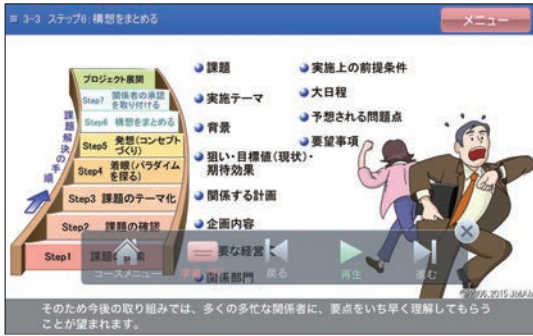 3-3 ステップ6:構想をまとめる
メニュー
プロジェクト展開
Step7 関係者の承認
を取り付ける
Step6 構想をまとめる
Step5 発想(コンセプト
づくり)
Step4 着眼(パラダイム
を探る)
Step3 課題のテーマ化
Step2 課題の確認
Step1
課題解決の手順
課題
実施テーマ
背景
狙い・目標値(現状)・
期待効果
関係する計画
企画内容
要な経営
関係部門
実施上の前提条件
大日程
予想される問題点
要望事項
コースメニュー
戻る
再生
進む
そのため今後の取り組みでは、多くの多忙な関係者に、要点をいち早く理解してもらう
ことが望まれます。